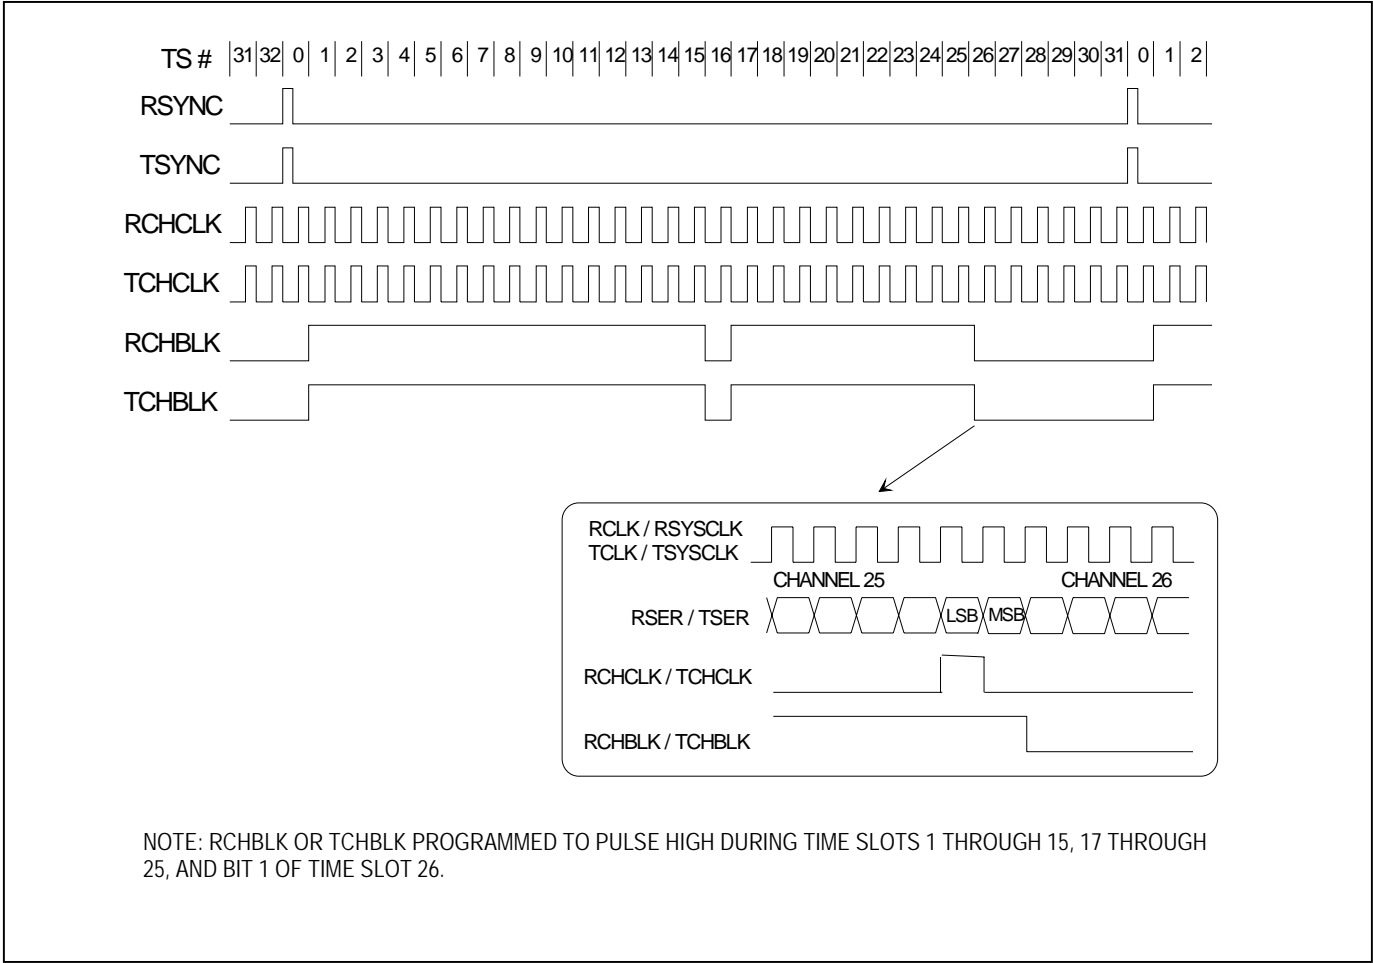 TS # 31 32 0 1 2 3 4 5 6 7 8 9 10 11 12 13 14 15 16 17 18 19 20 21 22 23 24 25 26 27 28 29 30 31 0 1 2
RSYNC
TSYNC
RCHCLK
TCHCLK
RCHBLK
TCHBLK
RCLK / RSYSCLK
TCLK / TSYSCLK
CHANNEL 25 CHANNEL 26
RSER / TSER LSB MSB
RCHCLK / TCHCLK
RCHBLK / TCHBLK
NOTE: RCHBLK OR TCHBLK PROGRAMMED TO PULSE HIGH DURING TIME SLOTS 1 THROUGH 15, 17 THROUGH
25, AND BIT 1 OF TIME SLOT 26.